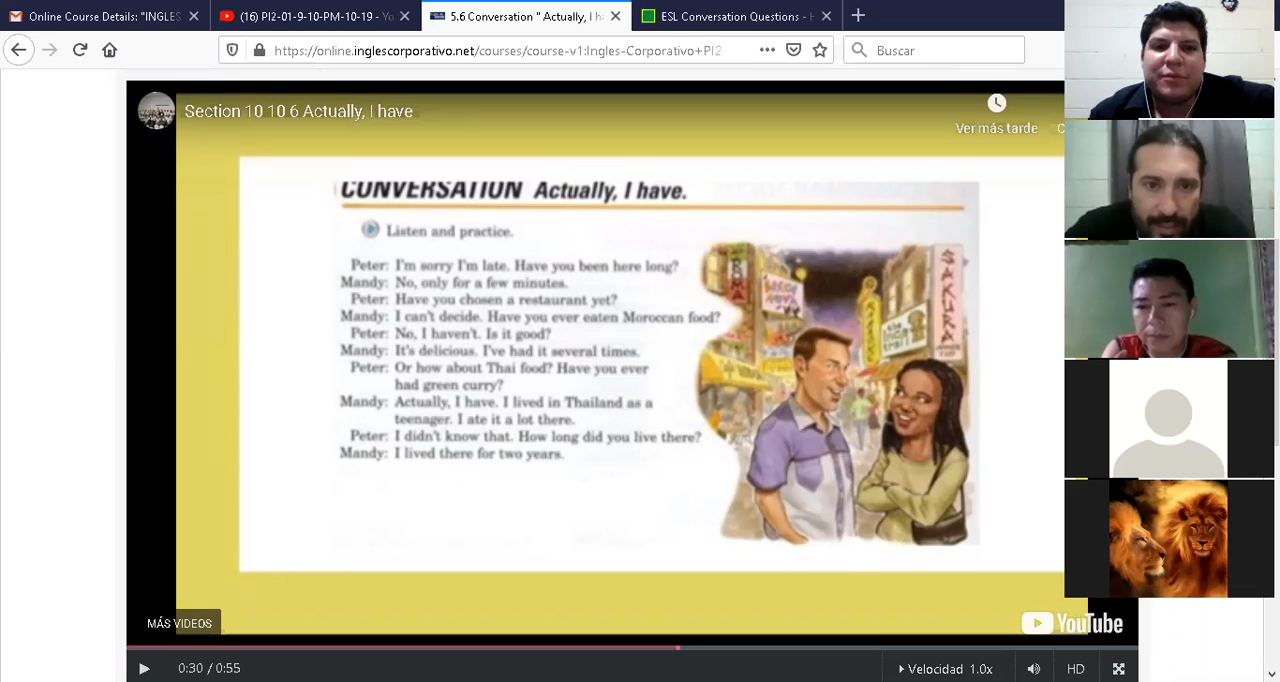 Online Course Details: "INGLES
(16) PI2-01-9-10-PM-10-19 - Yo
5.6 Conversation " Actually, I ha
ESL Conversation Questions - H
https://online.inglescorporativo.net/courses/course-v1:Ingles-Corporativo+PI2
Buscar
Section 10 10 6 Actually, I have
Ver más tarde
CONVERSATION Actually, I have.
Listen and practice.
Peter: I'm sorry I'm late. Have you been here long?
Mandy: No, only for a few minutes.
Peter: Have you chosen a restaurant yet?
Mandy: I can't decide. Have you ever eaten Moroccan food?
Peter: No, I haven't. Is it good?
Mandy: It's delicious. I've had it several times.
Peter: Or how about Thai food? Have you ever
had green curry?
Mandy: Actually, I have. I lived in Thailand as a
teenager. I ate it a lot there.
Peter: I didn't know that. How long did you live there?
Mandy: I lived there for two years.
ROMA
SAKURA
MÁS VIDEOS
YouTube
0:30 / 0:55
Velocidad 1.0x
HD